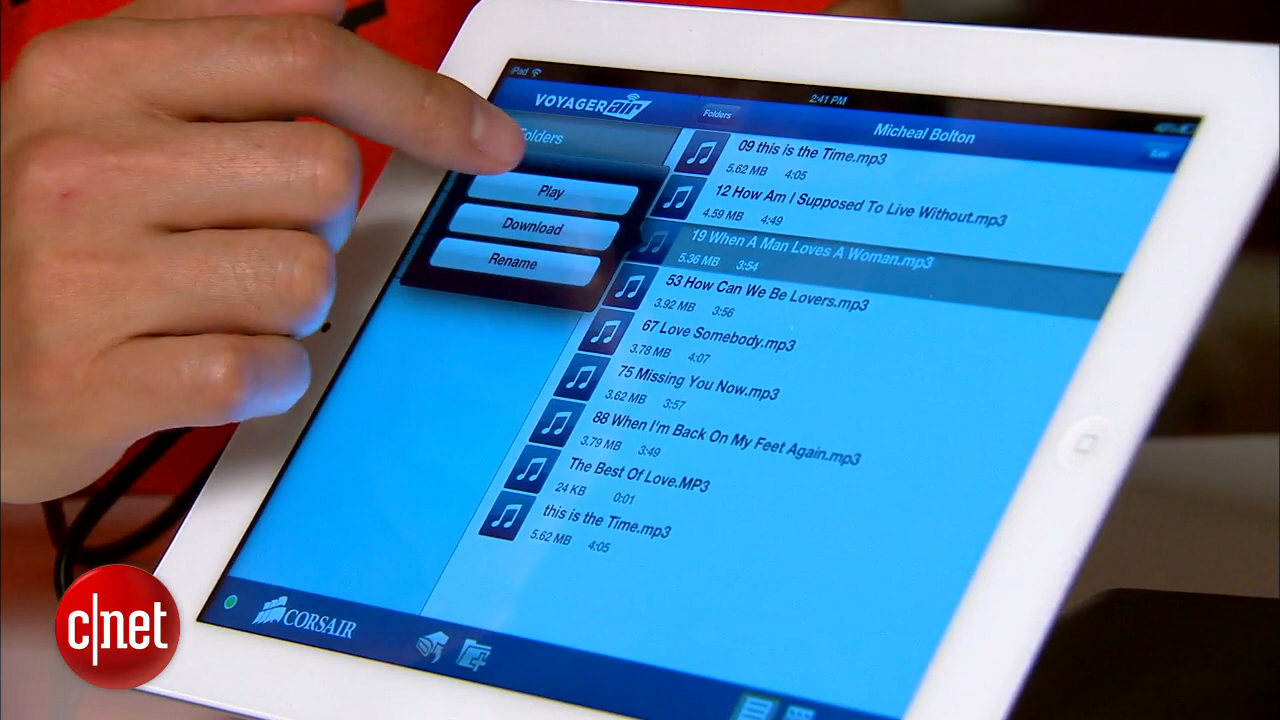 iPad
2:41 PM
VOYAGER air
Folders
Micheal Bolton
Folders
Play
Download
Rename
09 this is the Time.mp3
5.62 MB 4:05
12 How Am I Supposed To Live Without.mp3
4.59 MB 4:49
19 When A Man Loves A Woman.mp3
5.36 MB 3:54
53 How Can We Be Lovers.mp3
3.92 MB 3:56
67 Love Somebody.mp3
3.78 MB 4:07
75 Missing You Now.mp3
3.62 MB 3:57
88 When I'm Back On My Feet Again.mp3
3.79 MB 3:49
The Best Of Love.MP3
24 KB 0:01
this is the Time.mp3
5.62 MB 4:05
CORSAIR
c|net